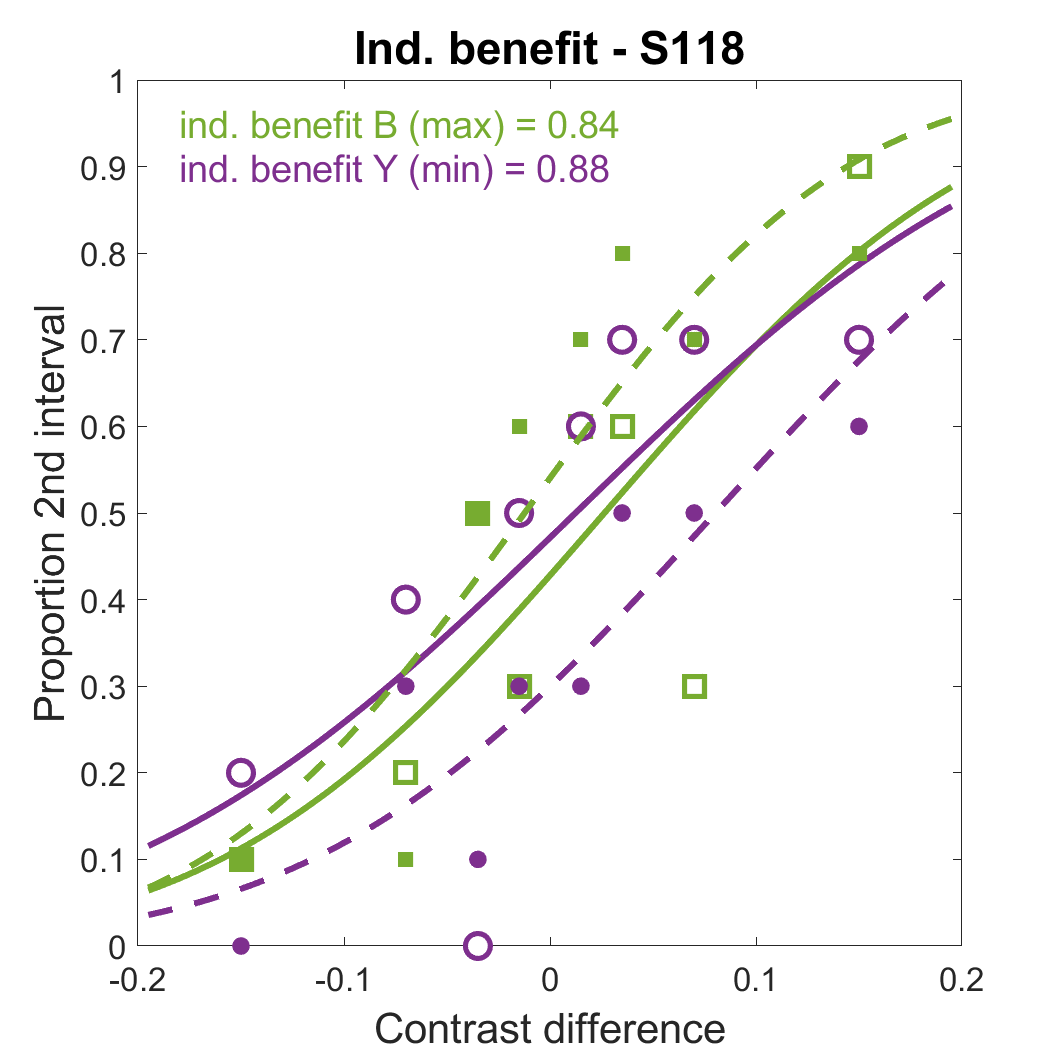 Ind. benefit - S118
ind. benefit B (max) = 0.84
ind. benefit Y (min) = 0.88
Proportion 2nd interval
1
0.9
0.8
0.7
0.6
0.5
0.4
0.3
0.2
0.1
0
-0.2 -0.1 0 0.1 0.2
Contrast difference